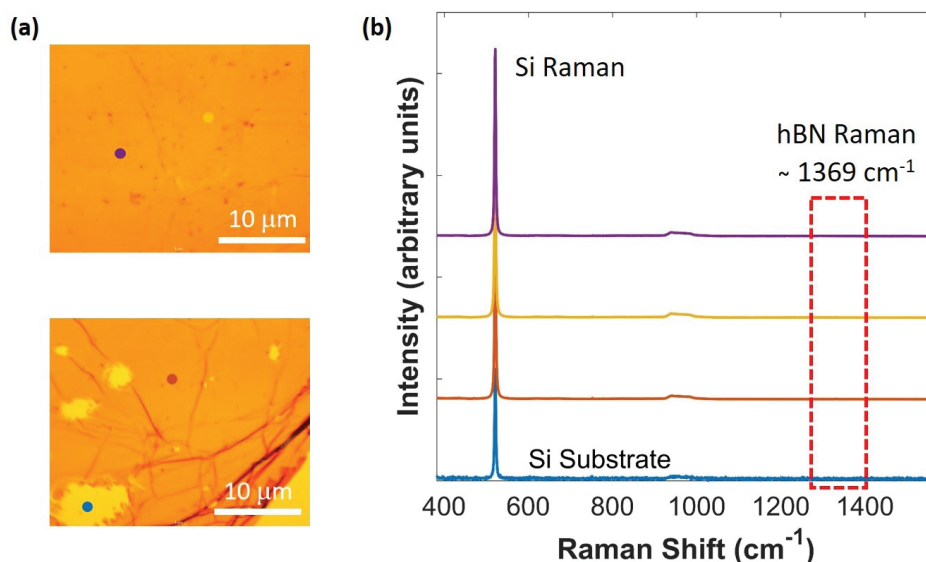 (a)
10 μm
10 μm
(b)
Si Raman
hBN Raman
~ 1369 cm⁻¹
Si Substrate
Intensity (arbitrary units)
400 600 800 1000 1200 1400
Raman Shift (cm⁻¹)